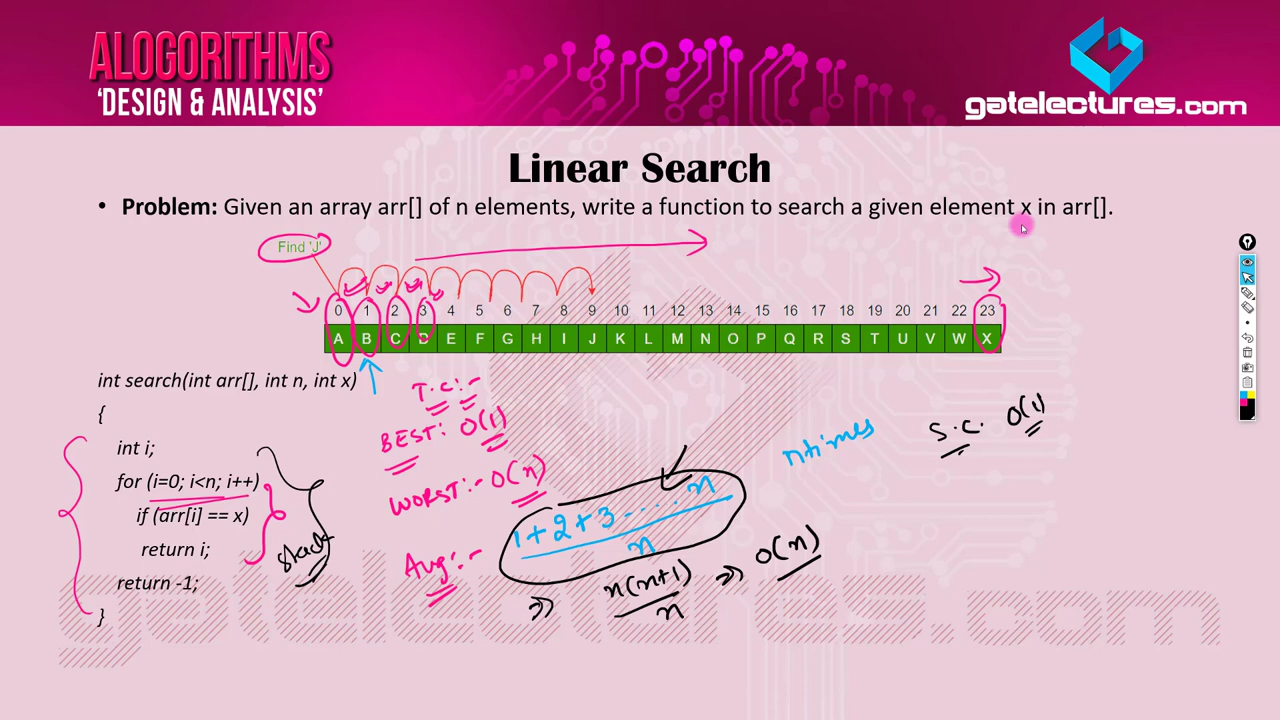 ALOGORITHMS
'DESIGN & ANALYSIS'
gatelectures.com
Linear Search
• Problem: Given an array arr[] of n elements, write a function to search a given element x in arr[].
Find 'J'
0 1 2 3 4 5 6 7 8 9 10 11 12 13 14 15 16 17 18 19 20 21 22 23
A B C D E F G H I J K L M N O P Q R S T U V W X
int search(int arr[], int n, int x)
{
int i;
for (i=0; i<n; i++)
if (arr[i] == x)
return i;
return -1;
}
T.C:-
BEST: O(1)
WORST:- O(n)
Avg:-
1+2+3....n
n
n(n+1)
n
O(n)
n times
S.C. O(1)
Stack
gatelectures.com